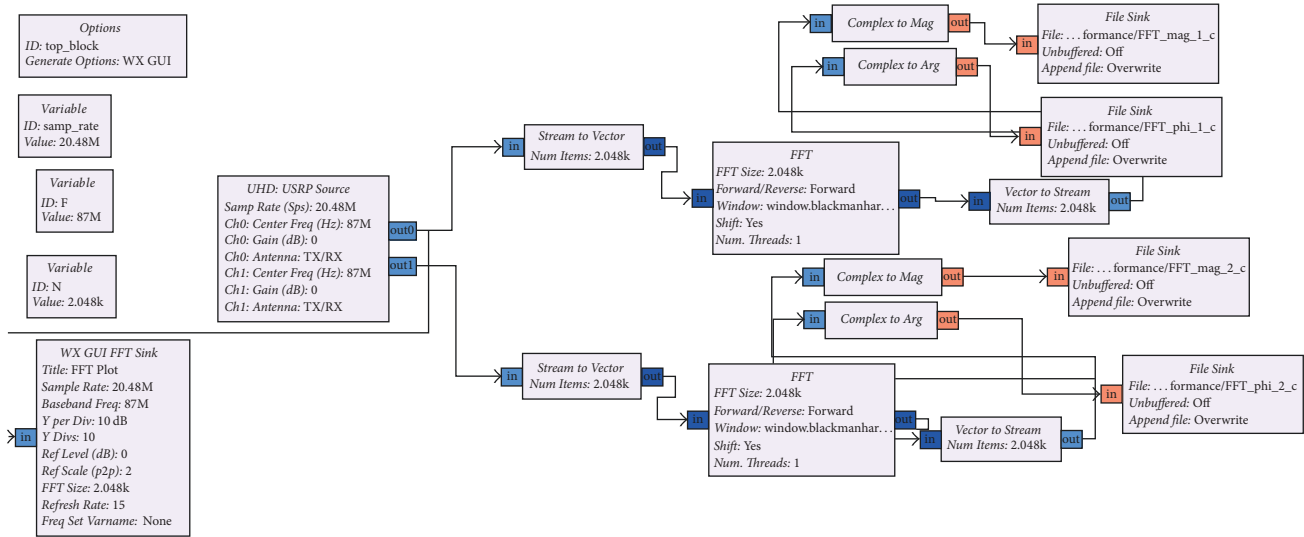 Options
ID: top_block
Generate Options: WX GUI
Variable
ID: samp_rate
Value: 20.48M
Variable
ID: F
Value: 87M
Variable
ID: N
Value: 2.048k
WX GUI FFT Sink
Title: FFT Plot
Sample Rate: 20.48M
Baseband Freq: 87M
Y per Div: 10 dB
Y Divs: 10
Ref Level (dB): 0
Ref Scale (p2p): 2
FFT Size: 2.048k
Refresh Rate: 15
Freq Set Varname: None
in
UHD: USRP Source
Samp Rate (Sps): 20.48M
Ch0: Center Freq (Hz): 87M
Ch0: Gain (dB): 0
Ch0: Antenna: TX/RX
Ch1: Center Freq (Hz): 87M
Ch1: Gain (dB): 0
Ch1: Antenna: TX/RX
out0
out1
in
Stream to Vector
Num Items: 2.048k
out
in
FFT
FFT Size: 2.048k
Forward/Reverse: Forward
Window: window.blackmanhar. . .
Shift: Yes
Num. Threads: 1
out
in
Vector to Stream
Num Items: 2.048k
out
in
Complex to Mag
out
in
File Sink
File: . . . formance/FFT_mag_1_c
Unbuffered: Off
Append file: Overwrite
in
Complex to Arg
out
in
File Sink
File: . . . formance/FFT_phi_1_c
Unbuffered: Off
Append file: Overwrite
in
Stream to Vector
Num Items: 2.048k
out
in
FFT
FFT Size: 2.048k
Forward/Reverse: Forward
Window: window.blackmanhar. . .
Shift: Yes
Num. Threads: 1
out
in
Vector to Stream
Num Items: 2.048k
out
in
Complex to Mag
out
in
File Sink
File: . . . formance/FFT_mag_2_c
Unbuffered: Off
Append file: Overwrite
in
Complex to Arg
out
in
File Sink
File: . . . formance/FFT_phi_2_c
Unbuffered: Off
Append file: Overwrite